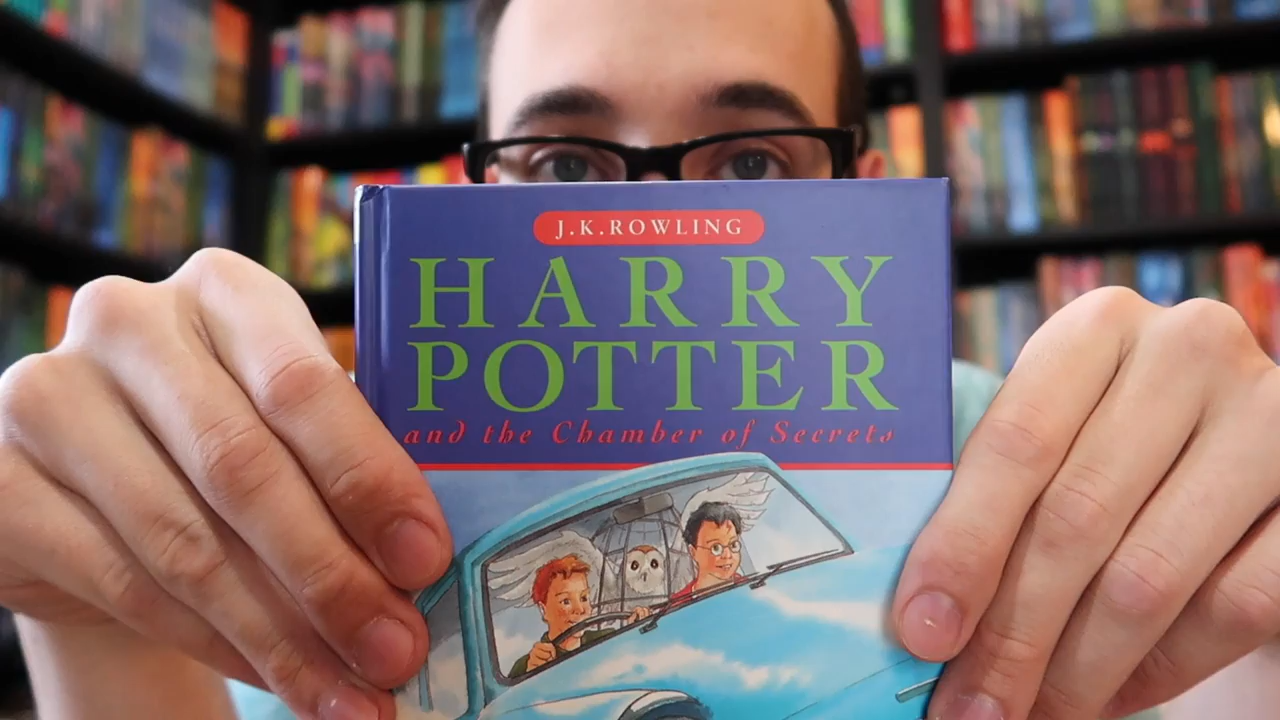 J.K.ROWLING
HARRY
POTTER
and the Chamber of Secrets